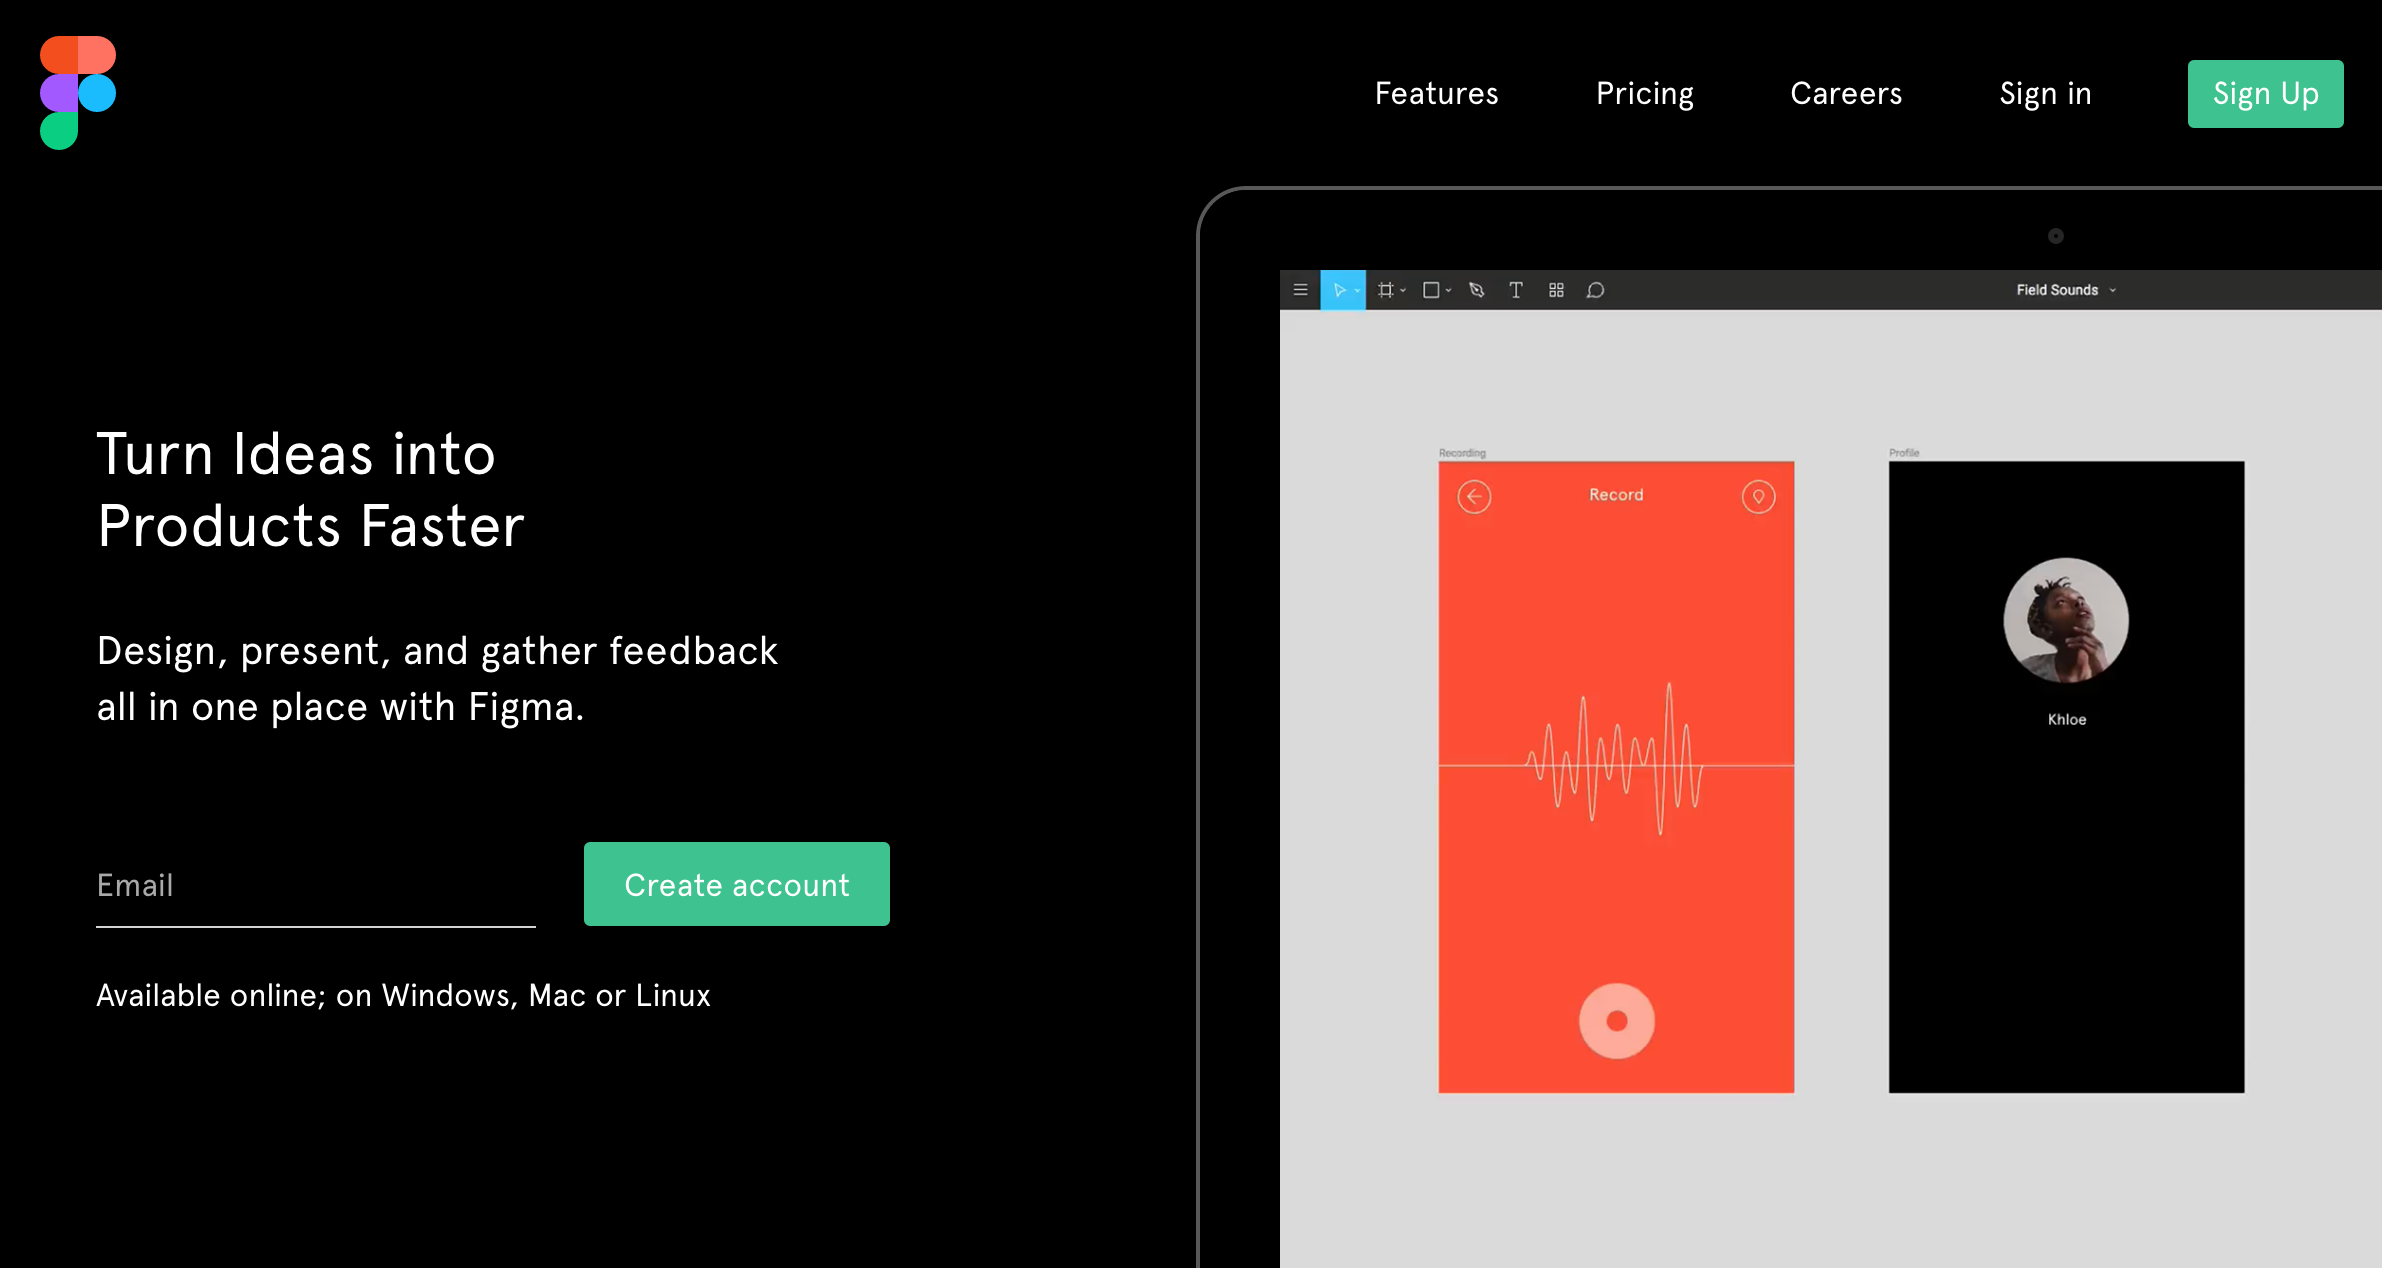 Features Pricing Careers Sign in Sign Up
Field Sounds
Turn Ideas into
Products Faster
Design, present, and gather feedback
all in one place with Figma.
Email
Create account
Available online; on Windows, Mac or Linux
Recording
Record
Profile
Khloe